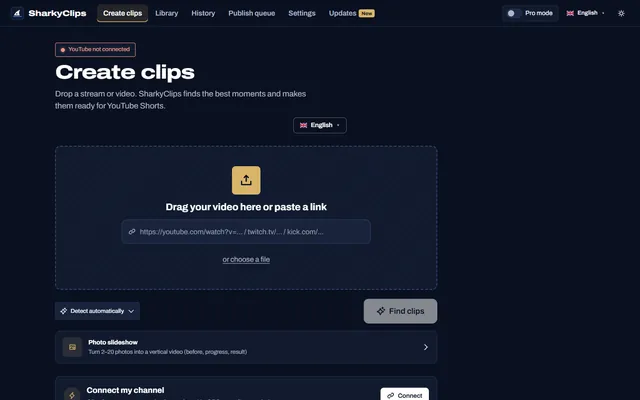 SharkyClips
Create clips
Library
History
Publish queue
Settings
Updates New
Pro mode
English
YouTube not connected
Create clips
Drop a stream or video. SharkyClips finds the best moments and makes
them ready for YouTube Shorts.
English
Drag your video here or paste a link
https://youtube.com/watch?v=... / twitch.tv/... / kick.com/...
or choose a file
Detect automatically
Find clips
Photo slideshow
Turn 2–20 photos into a vertical video (before, progress, result)
Connect my channel
Connect